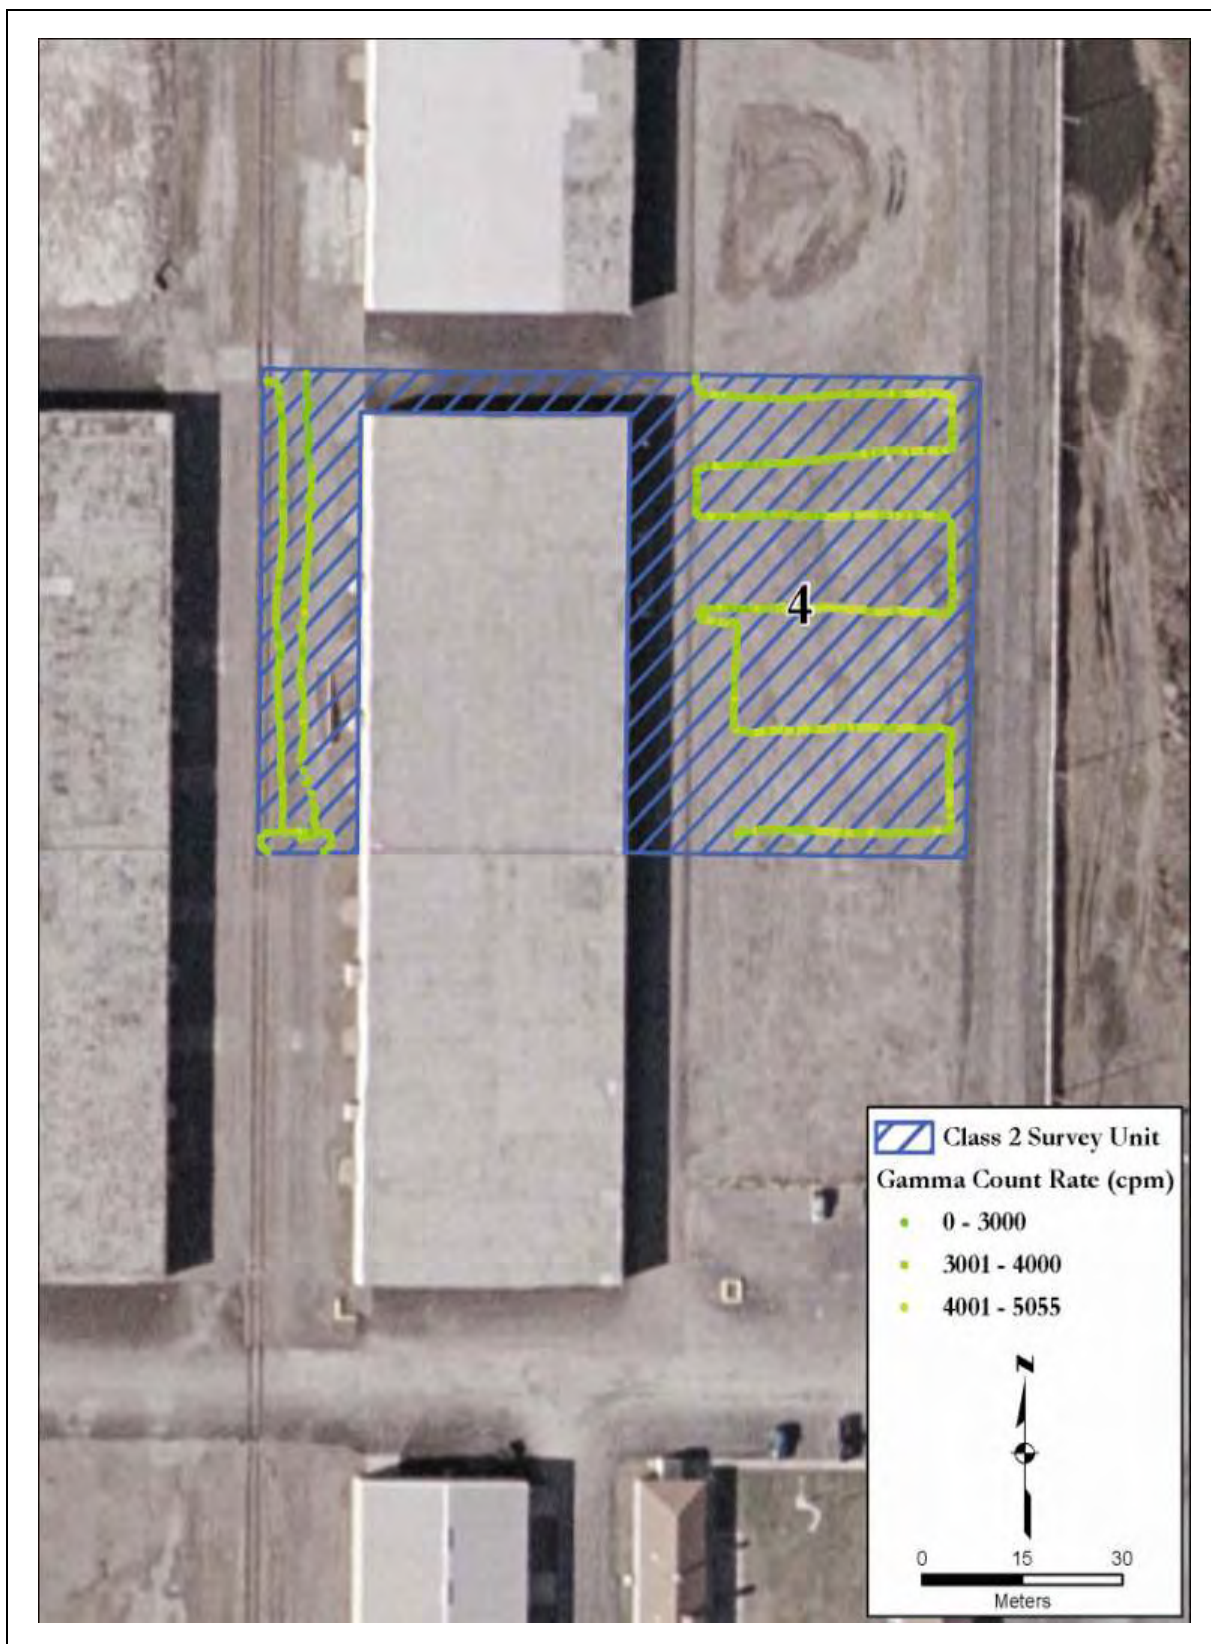 4
Class 2 Survey Unit
Gamma Count Rate (cpm)
0 - 3000
3001 - 4000
4001 - 5055
N
0 15 30
Meters